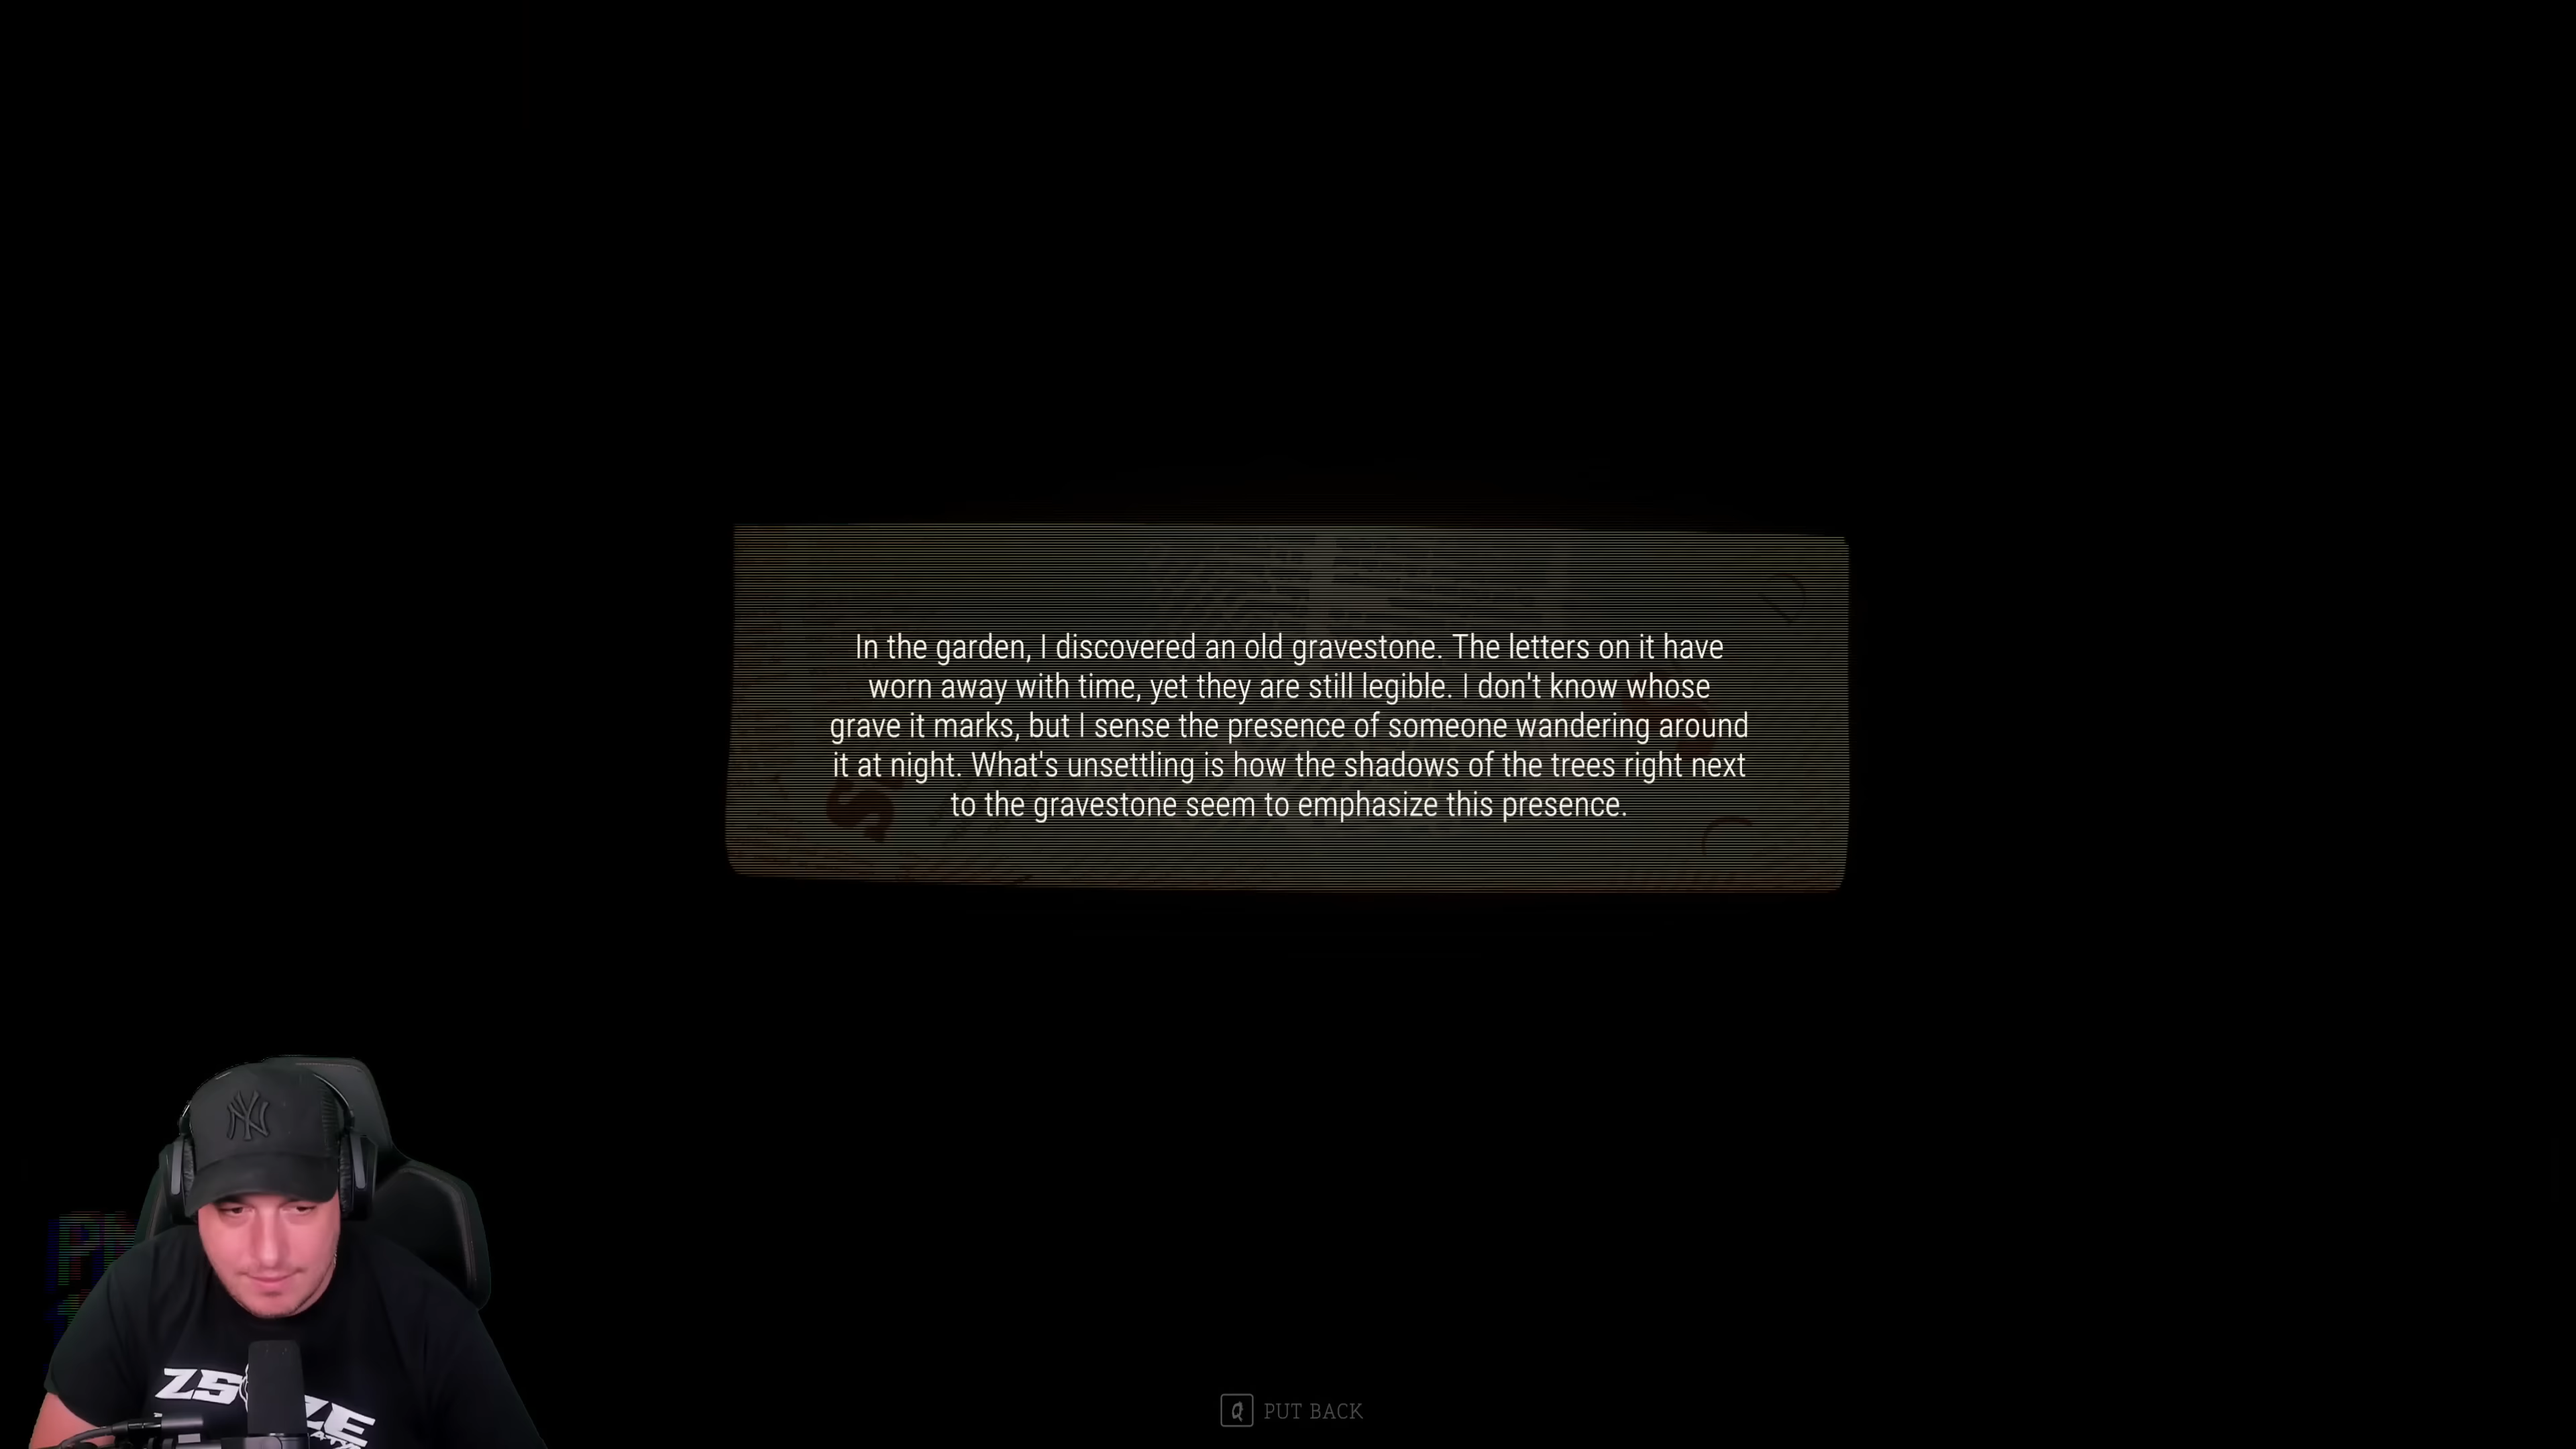 In the garden, I discovered an old gravestone. The letters on it have
worn away with time, yet they are still legible. I don't know whose
grave it marks, but I sense the presence of someone wandering around
it at night. What's unsettling is how the shadows of the trees right next
to the gravestone seem to emphasize this presence.
NY
Q PUT BACK